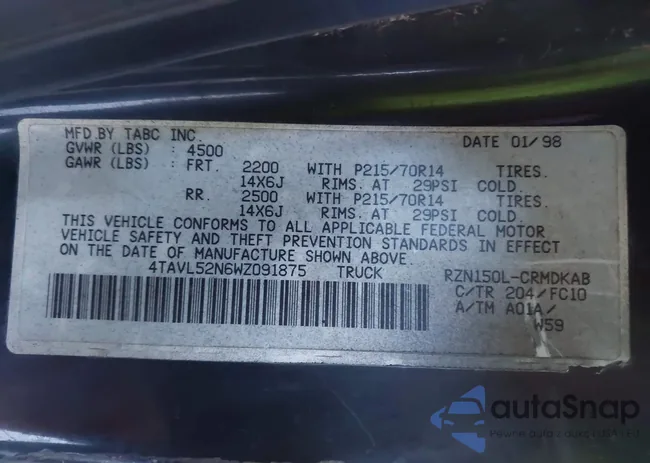 MFD.BY TABC INC.
DATE 01/98
GVWR (LBS) : 4500
GAWR (LBS) : FRT. 2200 WITH P215/70R14 TIRES.
14X6J RIMS. AT 29PSI COLD.
RR. 2500 WITH P215/70R14 TIRES.
14X6J RIMS. AT 29PSI COLD.
THIS VEHICLE CONFORMS TO ALL APPLICABLE FEDERAL MOTOR
VEHICLE SAFETY AND THEFT PREVENTION STANDARDS IN EFFECT
ON THE DATE OF MANUFACTURE SHOWN ABOVE.
4TAVL52N6WZ091875 TRUCK RZN150L-CRMDKAB
C/TR 204/FC10
A/TM A01A/
W59
autaSnap